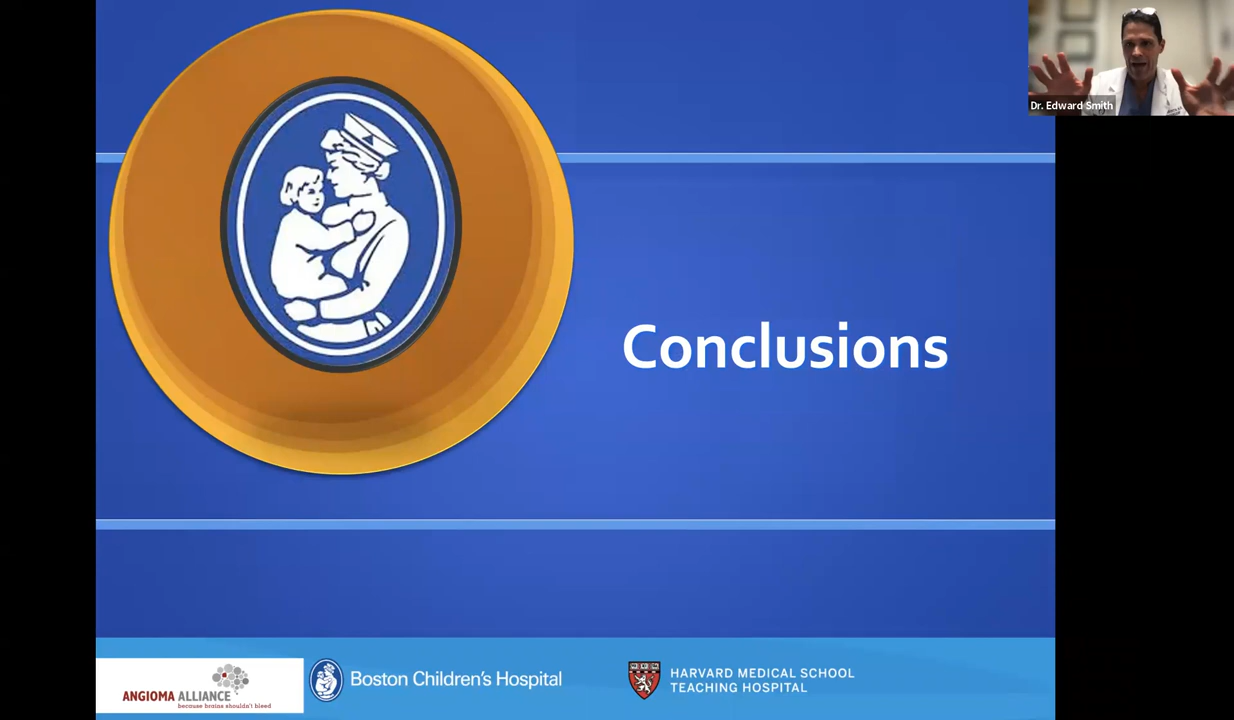 Dr. Edward Smith
Conclusions
ANGIOMA ALLIANCE
because brains shouldn't bleed
Boston Children's Hospital
HARVARD MEDICAL SCHOOL
TEACHING HOSPITAL